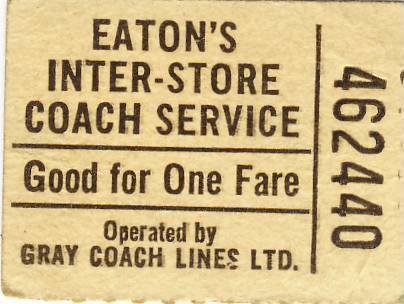 EATON'S
INTER-STORE
COACH SERVICE
Good for One Fare
Operated by
GRAY COACH LINES LTD.
462440